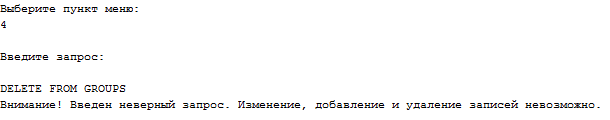 Выберите пункт меню:
4
Введите запрос:
DELETE FROM GROUPS
Внимание! Введен неверный запрос. Изменение, добавление и удаление записей невозможно.